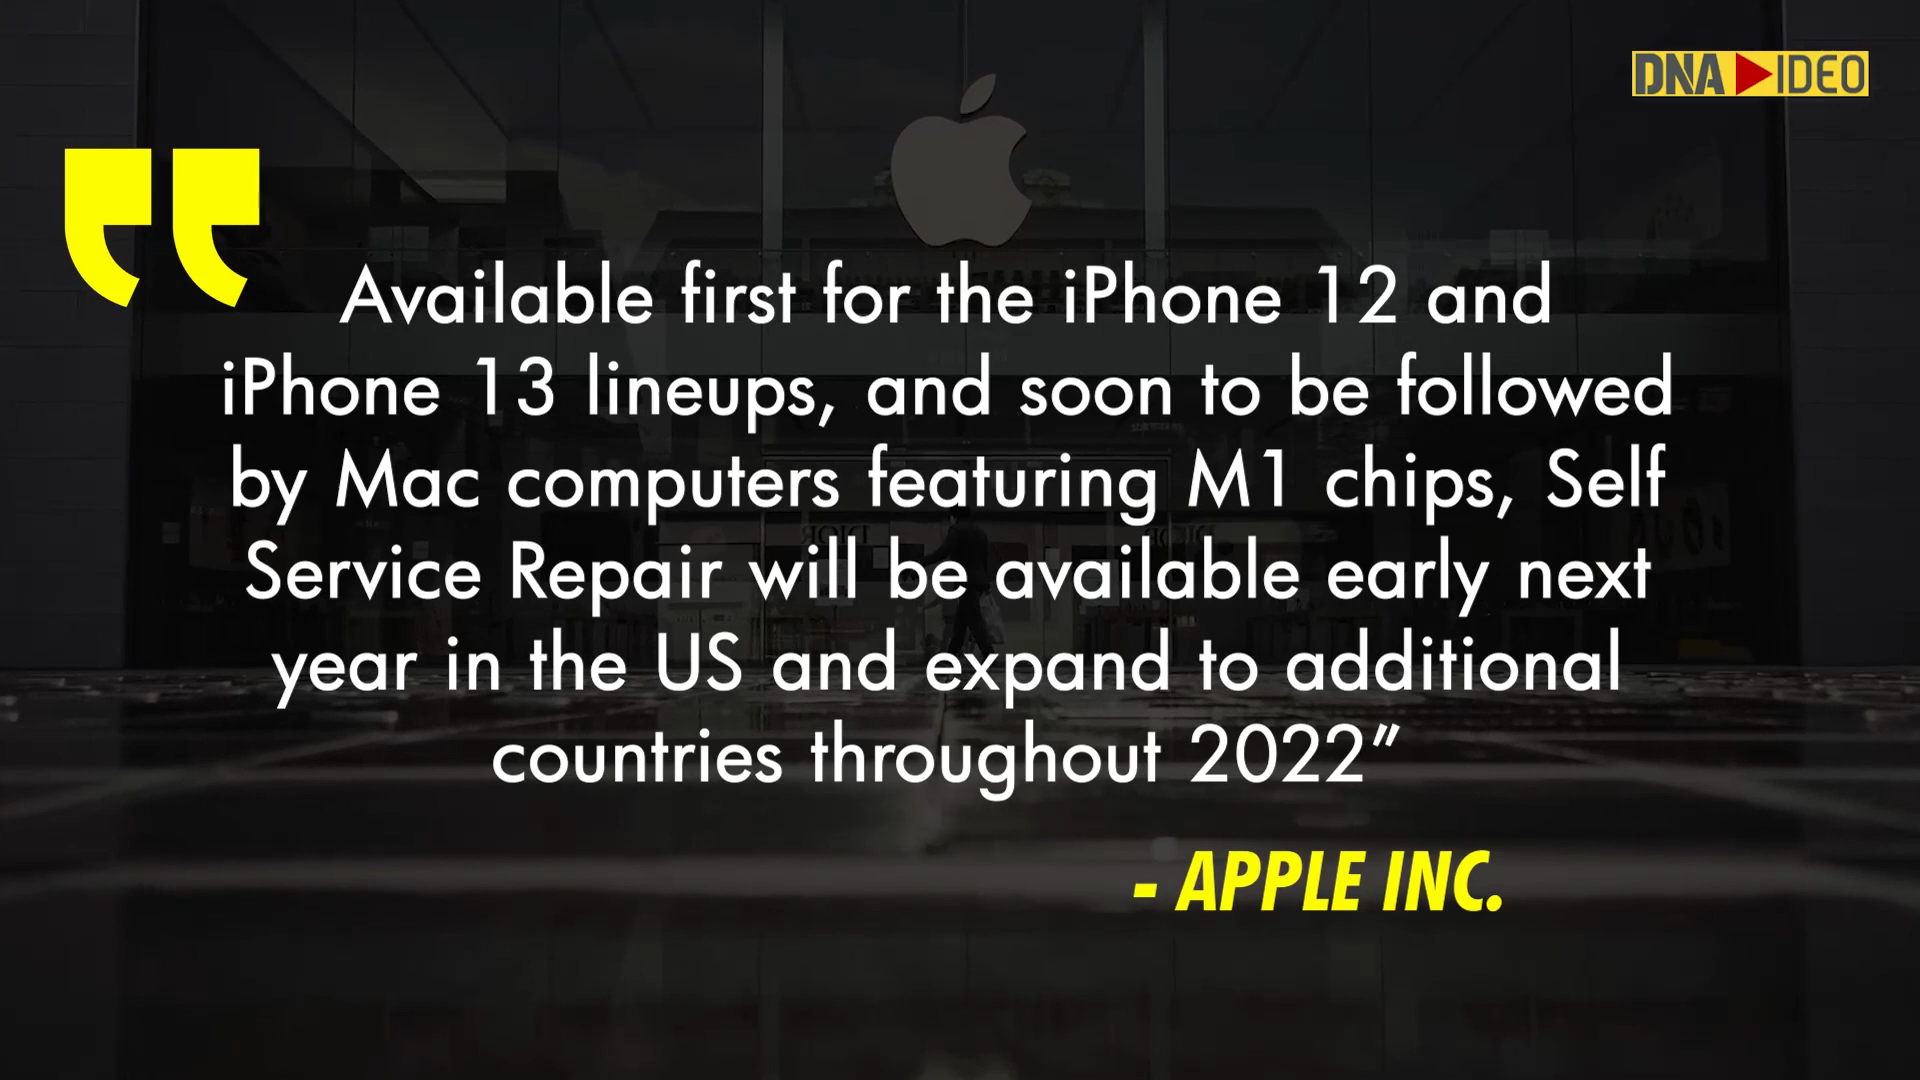 DNA VIDEO
Available first for the iPhone 12 and
iPhone 13 lineups, and soon to be followed
by Mac computers featuring M1 chips, Self
Service Repair will be available early next
year in the US and expand to additional
countries throughout 2022”
- APPLE INC.